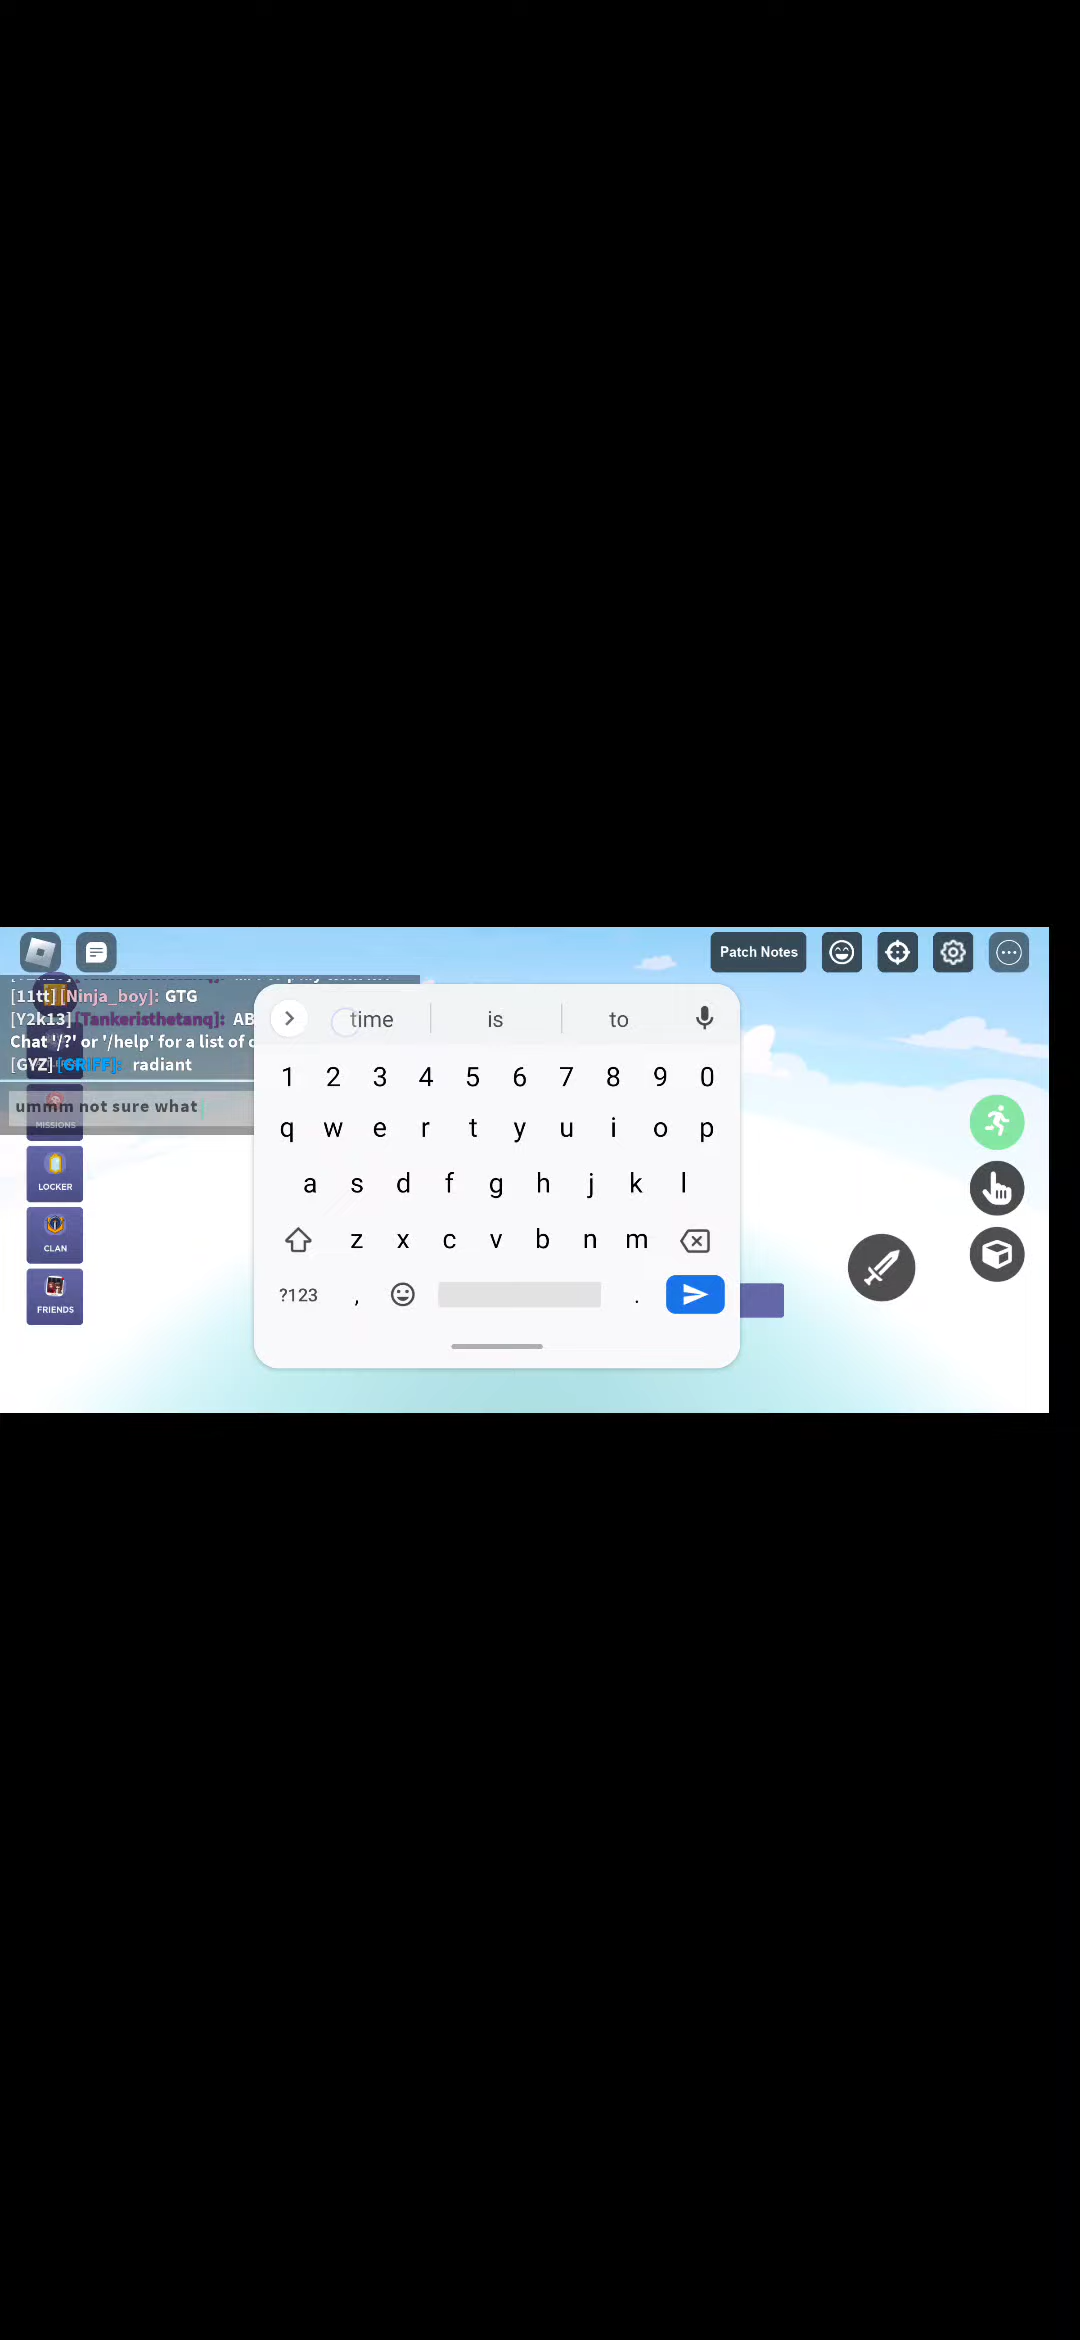 Patch Notes
[11tt] [Ninja_boy]: GTG
[Y2k13] [Tankeristhetanq]: AB
Chat '/?' or '/help' for a list of
[GYZ] [GRIFF]: radiant
ummm not sure what
MISSIONS
LOCKER
CLAN
FRIENDS
time is to
1 2 3 4 5 6 7 8 9 0
q w e r t y u i o p
a s d f g h j k l
z x c v b n m
?123 , .